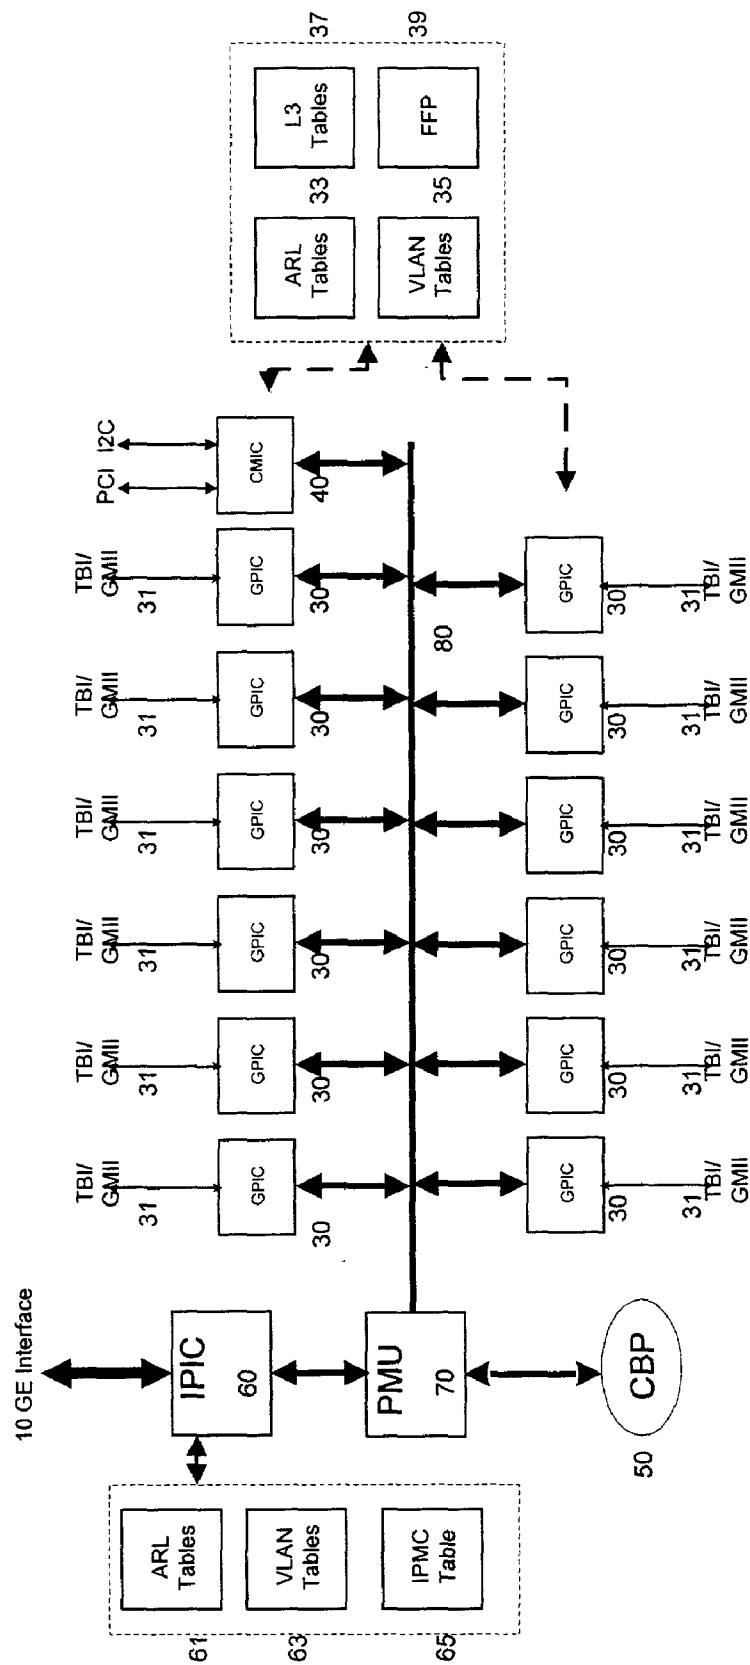 10 GE Interface
ARL
Tables
61
VLAN
Tables
63
IPMC
Table
65
IPIC
60
PMU
70
CBP
50
TBI/
GMII
31
GPIC
30
TBI/
GMII
31
GPIC
30
TBI/
GMII
31
GPIC
30
TBI/
GMII
31
GPIC
30
TBI/
GMII
31
GPIC
30
TBI/
GMII
31
GPIC
30
PCI
I2C
CMIC
40
80
GPIC
30
31
TBI/
GMII
GPIC
30
31
TBI/
GMII
GPIC
30
31
TBI/
GMII
GPIC
30
31
TBI/
GMII
GPIC
30
31
TBI/
GMII
GPIC
30
31
TBI/
GMII
ARL
Tables
33
L3
Tables
37
VLAN
Tables
35
FFP
39